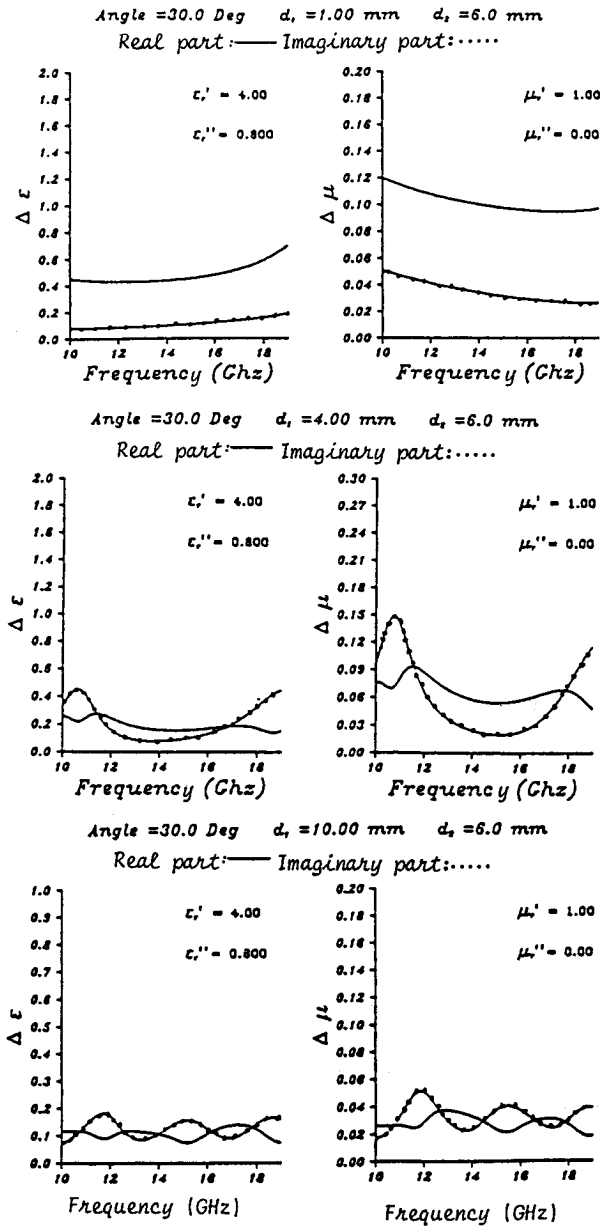 Angle =30.0 Deg d₁ =1.00 mm d₂ =6.0 mm
Real part:—— Imaginary part:.....
2.0
1.8
1.6
1.4
1.2
1.0
0.8
0.6
0.4
0.2
0.0
Δ ε
εr' = 4.00
εr'' = 0.800
10 12 14 16 18
Frequency (Ghz)
0.20
0.18
0.16
0.14
0.12
0.10
0.08
0.06
0.04
0.02
0.00
Δ μ
μr' = 1.00
μr'' = 0.00
10 12 14 16 18
Frequency (Ghz)
Angle =30.0 Deg d₁ =4.00 mm d₂ =6.0 mm
Real part:—— Imaginary part:.....
2.0
1.8
1.6
1.4
1.2
1.0
0.8
0.6
0.4
0.2
0.0
Δ ε
εr' = 4.00
εr'' = 0.800
10 12 14 16 18
Frequency (Ghz)
0.30
0.27
0.24
0.21
0.18
0.15
0.12
0.09
0.06
0.03
0.00
Δ μ
μr' = 1.00
μr'' = 0.00
10 12 14 16 18
Frequency (Ghz)
Angle =30.0 Deg d₁ =10.00 mm d₂ =6.0 mm
Real part:—— Imaginary part:.....
1.0
0.9
0.8
0.7
0.6
0.5
0.4
0.3
0.2
0.1
0.0
Δ ε
εr' = 4.00
εr'' = 0.800
10 12 14 16 18
Frequency (GHz)
0.20
0.18
0.16
0.14
0.12
0.10
0.08
0.06
0.04
0.02
0.00
Δ μ
μr' = 1.00
μr'' = 0.00
10 12 14 16 18
Frequency (GHz)